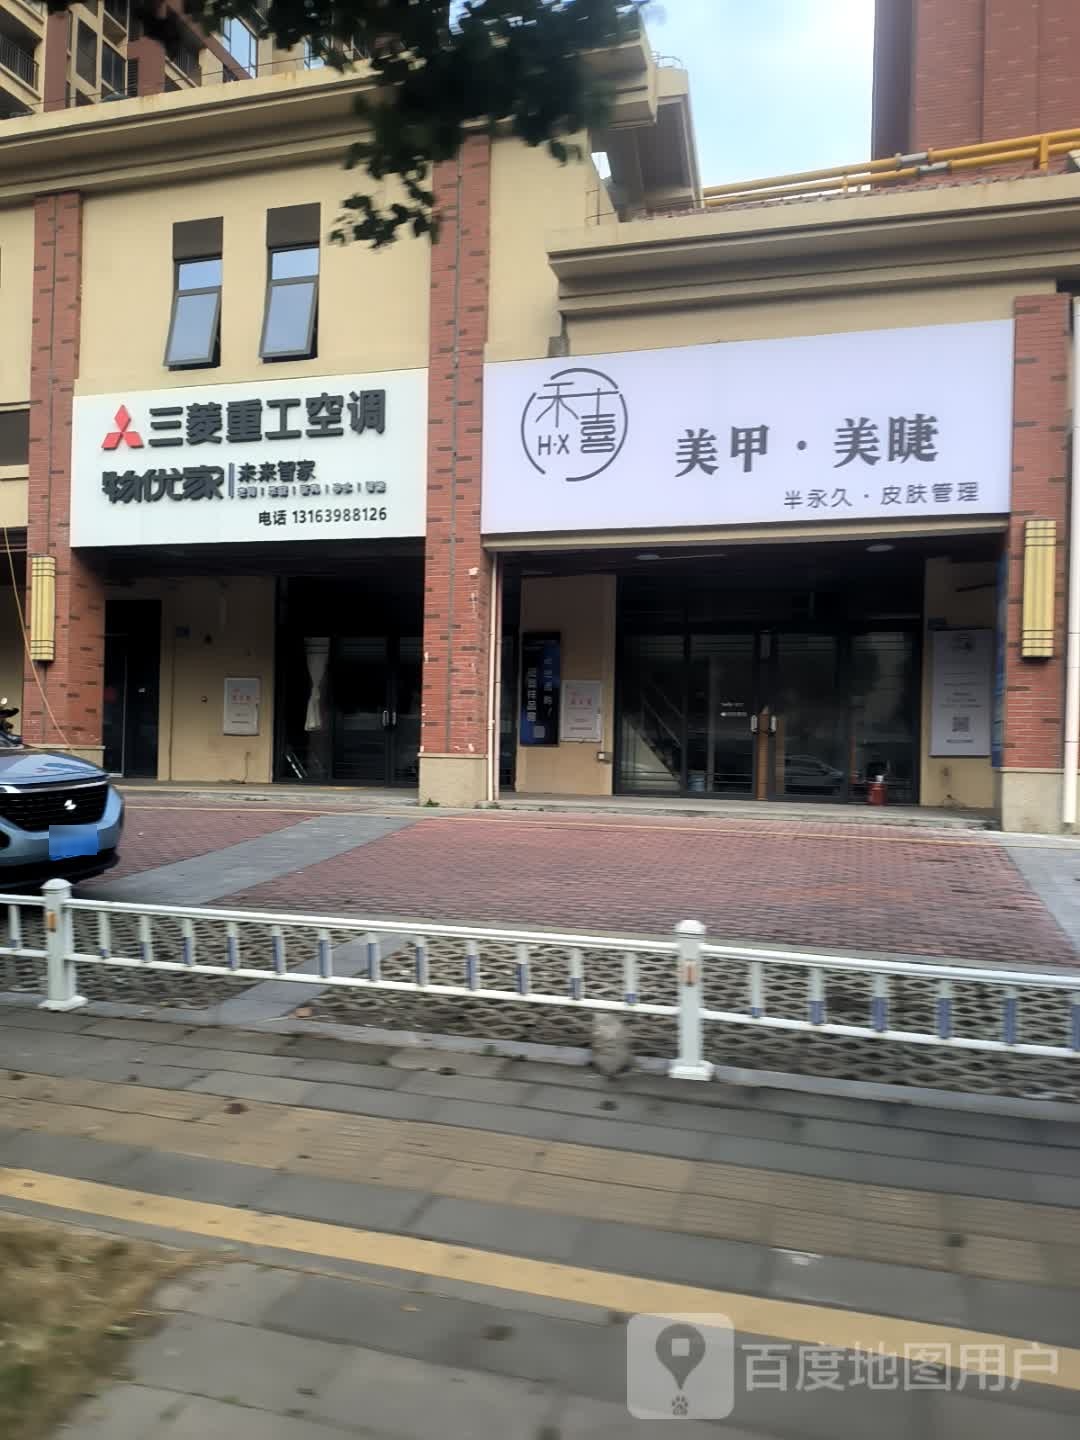 三菱重工空调
物优家 未来智家
电话 13163988126
禾喜
H·X
美甲·美睫
半永久·皮肤管理
百度地图用户